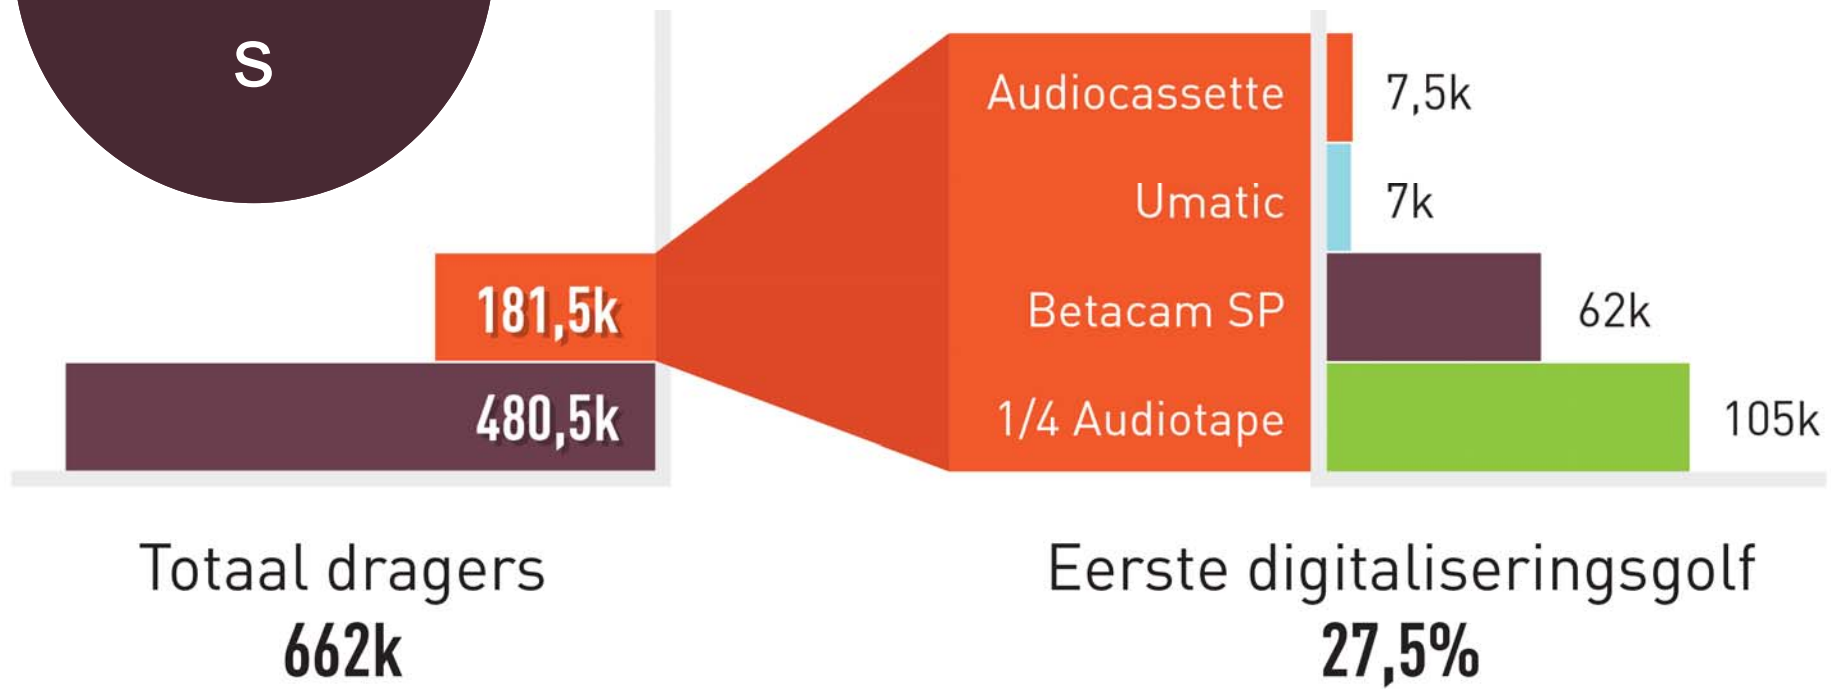 s
Audiocassette 7,5k
Umatic 7k
181,5k Betacam SP 62k
480,5k 1/4 Audiotape 105k
Totaal dragers
662k
Eerste digitaliseringsgolf
27,5%